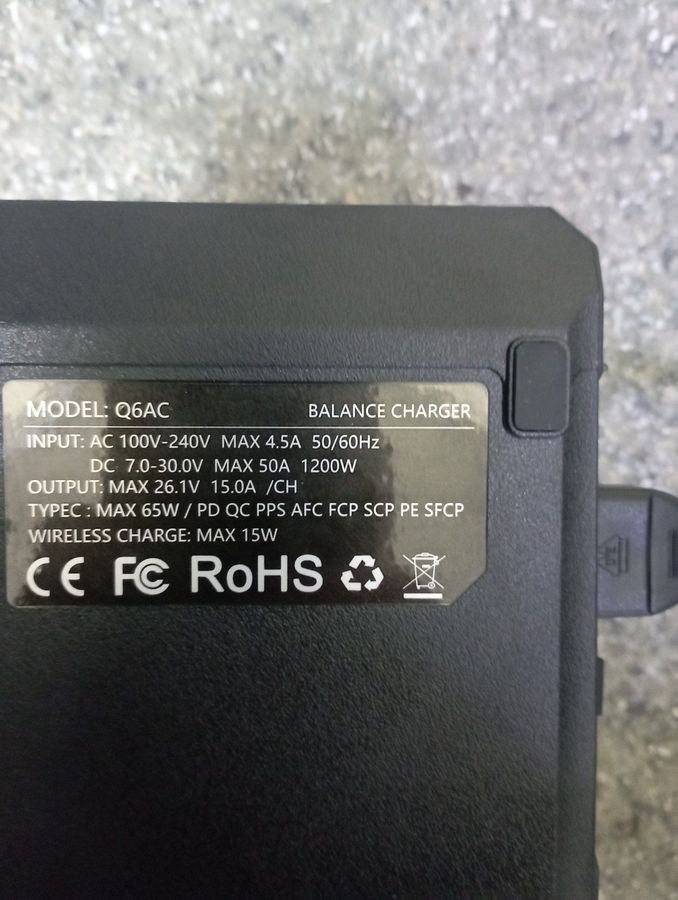 MODEL: Q6AC BALANCE CHARGER
INPUT: AC 100V-240V MAX 4.5A 50/60Hz
DC 7.0-30.0V MAX 50A 1200W
OUTPUT: MAX 26.1V 15.0A /CH
TYPEC : MAX 65W / PD QC PPS AFC FCP SCP PE SFCP
WIRELESS CHARGE: MAX 15W
CE FC RoHS